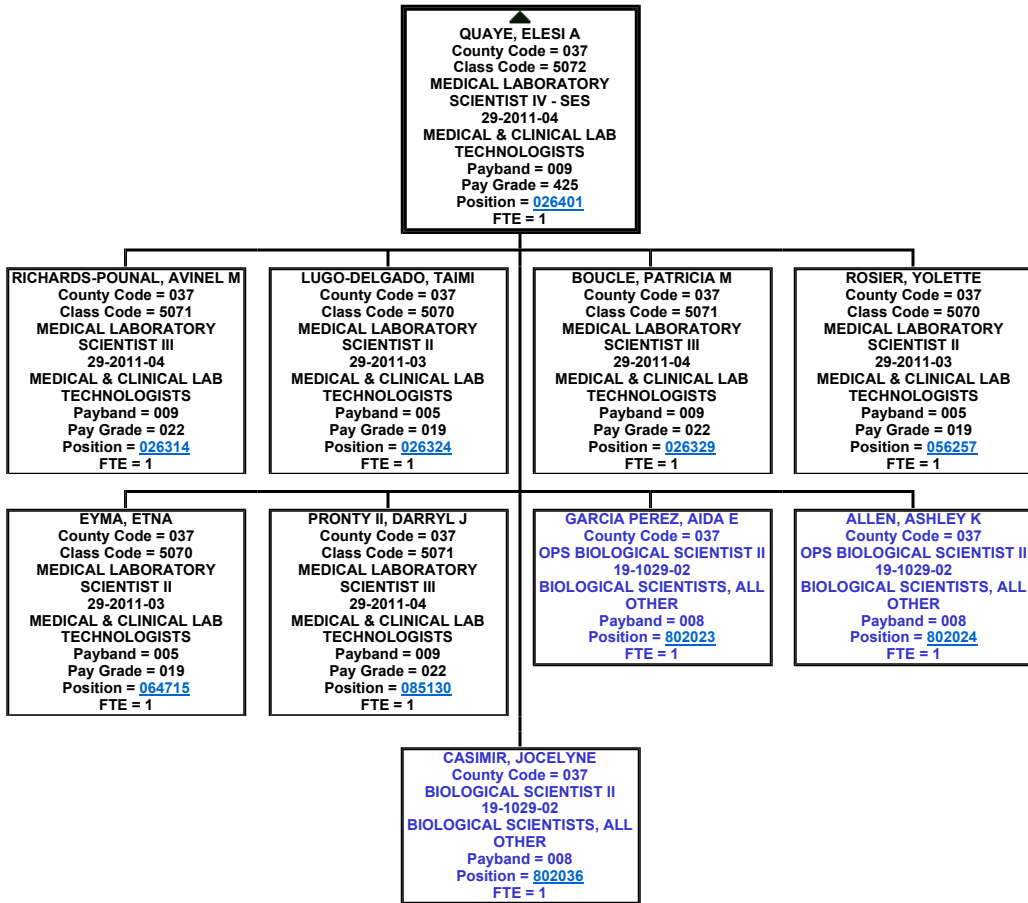 QUAYE, ELESI A
County Code = 037
Class Code = 5072
MEDICAL LABORATORY
SCIENTIST IV - SES
29-2011-04
MEDICAL & CLINICAL LAB
TECHNOLOGISTS
Payband = 009
Pay Grade = 425
Position = 026401
FTE = 1
RICHARDS-POUNAL, AVINEL M
County Code = 037
Class Code = 5071
MEDICAL LABORATORY
SCIENTIST III
29-2011-04
MEDICAL & CLINICAL LAB
TECHNOLOGISTS
Payband = 009
Pay Grade = 022
Position = 026314
FTE = 1
LUGO-DELGADO, TAIMI
County Code = 037
Class Code = 5070
MEDICAL LABORATORY
SCIENTIST II
29-2011-03
MEDICAL & CLINICAL LAB
TECHNOLOGISTS
Payband = 005
Pay Grade = 019
Position = 026324
FTE = 1
BOUCLE, PATRICIA M
County Code = 037
Class Code = 5071
MEDICAL LABORATORY
SCIENTIST III
29-2011-04
MEDICAL & CLINICAL LAB
TECHNOLOGISTS
Payband = 009
Pay Grade = 022
Position = 026329
FTE = 1
ROSIER, YOLETTE
County Code = 037
Class Code = 5070
MEDICAL LABORATORY
SCIENTIST II
29-2011-03
MEDICAL & CLINICAL LAB
TECHNOLOGISTS
Payband = 005
Pay Grade = 019
Position = 056257
FTE = 1
EYMA, ETNA
County Code = 037
Class Code = 5070
MEDICAL LABORATORY
SCIENTIST II
29-2011-03
MEDICAL & CLINICAL LAB
TECHNOLOGISTS
Payband = 005
Pay Grade = 019
Position = 064715
FTE = 1
PRONTY II, DARRYL J
County Code = 037
Class Code = 5071
MEDICAL LABORATORY
SCIENTIST III
29-2011-04
MEDICAL & CLINICAL LAB
TECHNOLOGISTS
Payband = 009
Pay Grade = 022
Position = 085130
FTE = 1
GARCIA PEREZ, AIDA E
County Code = 037
OPS BIOLOGICAL SCIENTIST II
19-1029-02
BIOLOGICAL SCIENTISTS, ALL
OTHER
Payband = 008
Position = 802023
FTE = 1
ALLEN, ASHLEY K
County Code = 037
OPS BIOLOGICAL SCIENTIST II
19-1029-02
BIOLOGICAL SCIENTISTS, ALL
OTHER
Payband = 008
Position = 802024
FTE = 1
CASIMIR, JOCELYNE
County Code = 037
BIOLOGICAL SCIENTIST II
19-1029-02
BIOLOGICAL SCIENTISTS, ALL
OTHER
Payband = 008
Position = 802036
FTE = 1